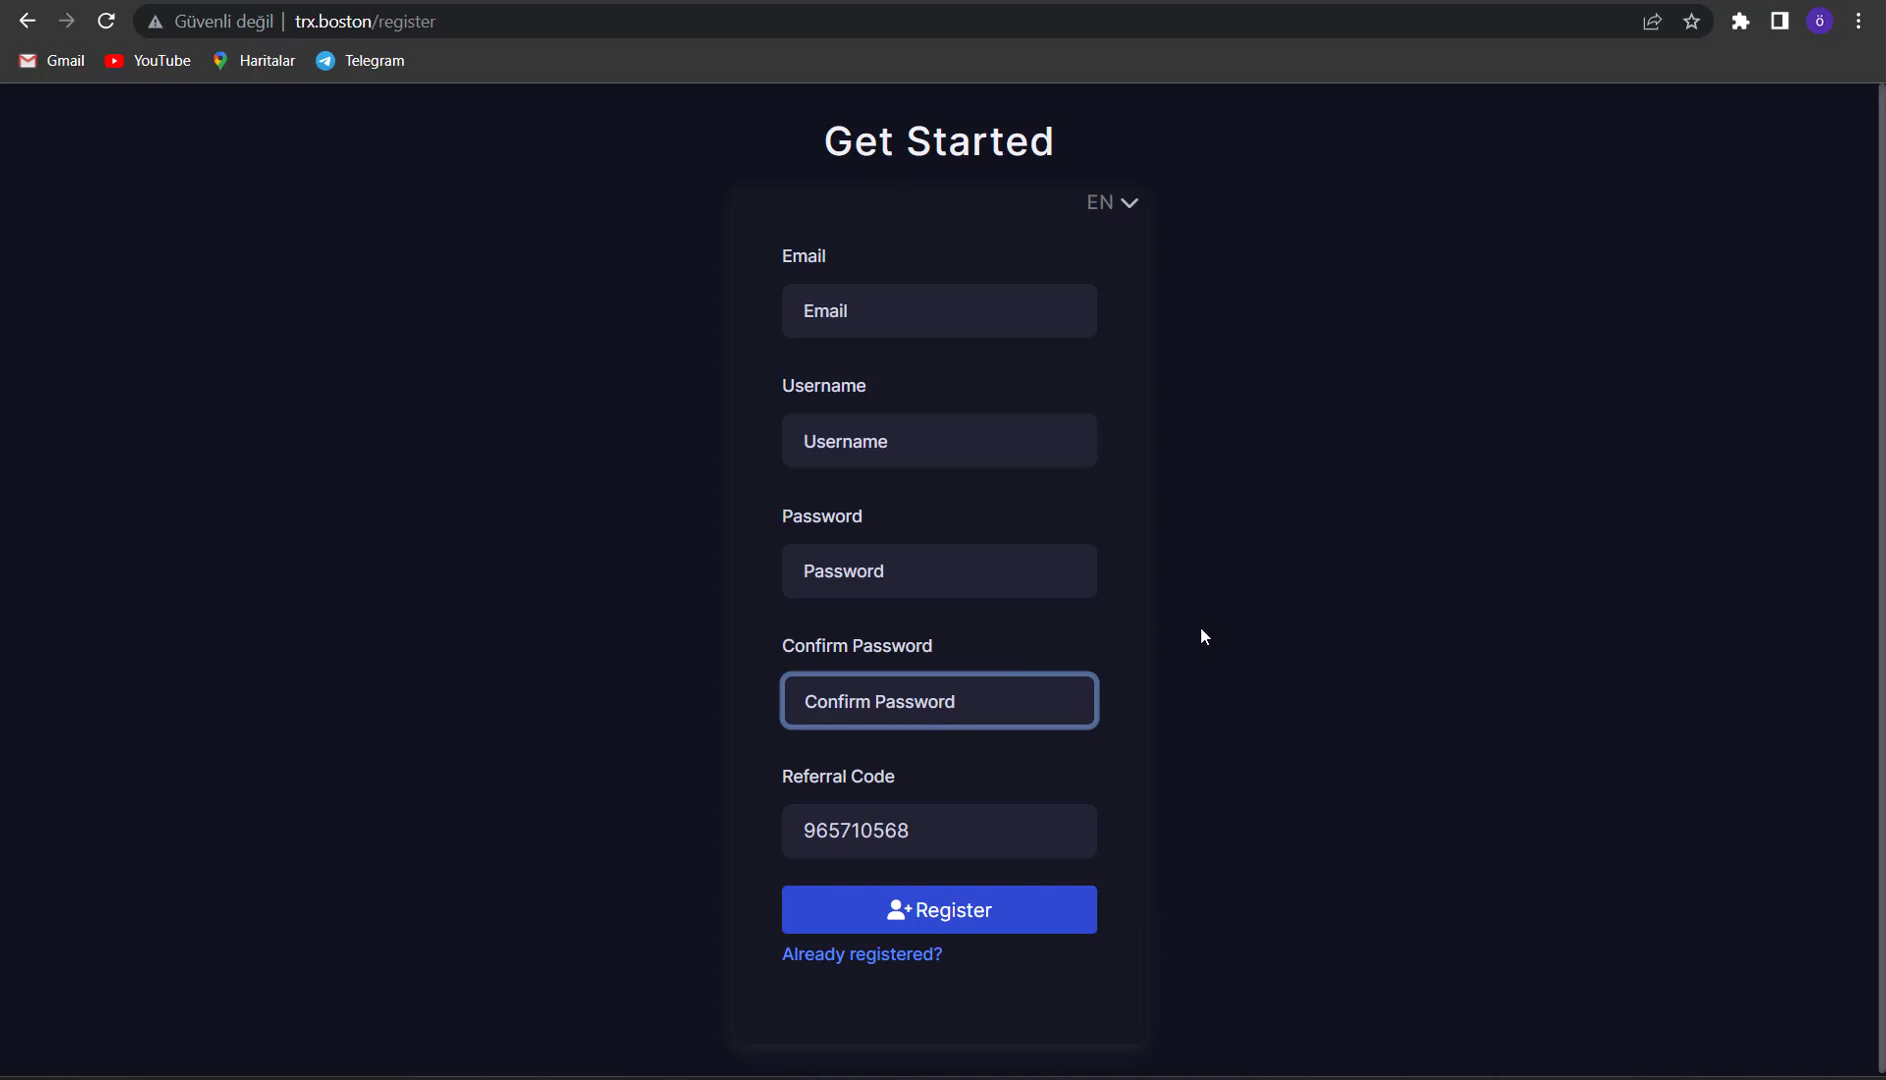 Güvenli değil | trx.boston/register
ö
Gmail YouTube Haritalar Telegram
Get Started
EN
Email
Email
Username
Username
Password
Password
Confirm Password
Confirm Password
Referral Code
965710568
Register
Already registered?